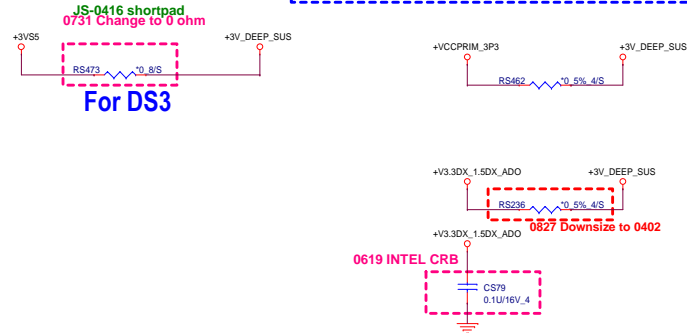 JS-0416 shortpad
0731 Change to 0 ohm
+3VS5
+3V_DEEP_SUS
RS473
*0_8/S
For DS3
+VCCPRIM_3P3
+3V_DEEP_SUS
RS462
*0_5%_4/S
+V3.3DX_1.5DX_ADO
+3V_DEEP_SUS
RS236
*0_5%_4/S
0827 Downsize to 0402
+V3.3DX_1.5DX_ADO
0619 INTEL CRB
CS79
0.1U/16V_4